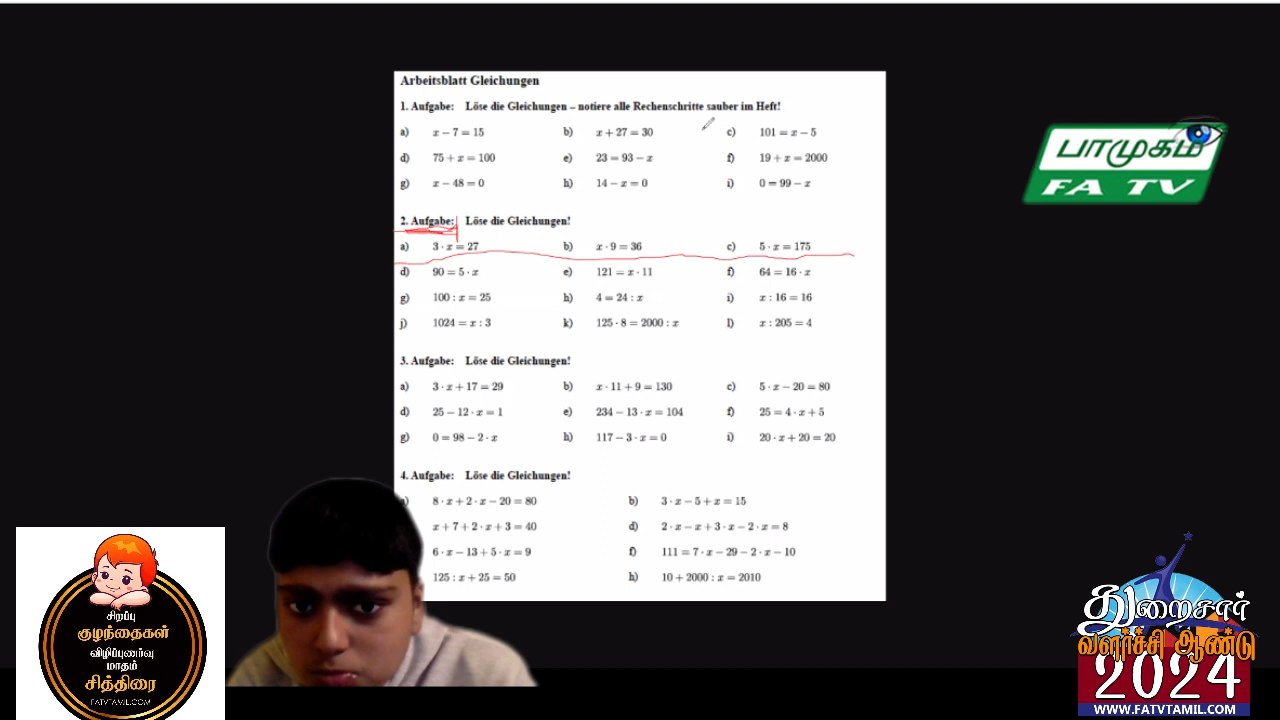 Arbeitsblatt Gleichungen
1. Aufgabe: Löse die Gleichungen – notiere alle Rechenschritte sauber im Heft!
a) x − 7 = 15 b) x + 27 = 30 c) 101 = x − 5
d) 75 + x = 100 e) 23 = 93 − x f) 19 + x = 2000
g) x − 48 = 0 h) 14 − x = 0 i) 0 = 99 − x
2. Aufgabe: Löse die Gleichungen!
a) 3 · x = 27 b) x · 9 = 36 c) 5 · x = 175
d) 90 = 5 · x e) 121 = x · 11 f) 64 = 16 · x
g) 100 : x = 25 h) 4 = 24 : x i) x : 16 = 16
j) 1024 = x : 3 k) 125 · 8 = 2000 : x l) x : 205 = 4
3. Aufgabe: Löse die Gleichungen!
a) 3 · x + 17 = 29 b) x · 11 + 9 = 130 c) 5 · x − 20 = 80
d) 25 − 12 · x = 1 e) 234 − 13 · x = 104 f) 25 = 4 · x + 5
g) 0 = 98 − 2 · x h) 117 − 3 · x = 0 i) 20 · x + 20 = 20
4. Aufgabe: Löse die Gleichungen!
8 · x + 2 · x − 20 = 80 b) 3 · x − 5 + x = 15
x + 7 + 2 · x + 3 = 40 d) 2 · x − x + 3 · x − 2 · x = 8
6 · x − 13 + 5 · x = 9 f) 111 = 7 · x − 29 − 2 · x − 10
125 : x + 25 = 50 h) 10 + 2000 : x = 2010
பாமுகம்
FA TV
சிறப்பு
குழந்தைகள்
விழிப்புணர்வு
மாதம்
சித்திரை
FATVTAMIL.COM
துறைசார்
வளர்ச்சி ஆண்டு
2024
WWW.FATVTAMIL.COM